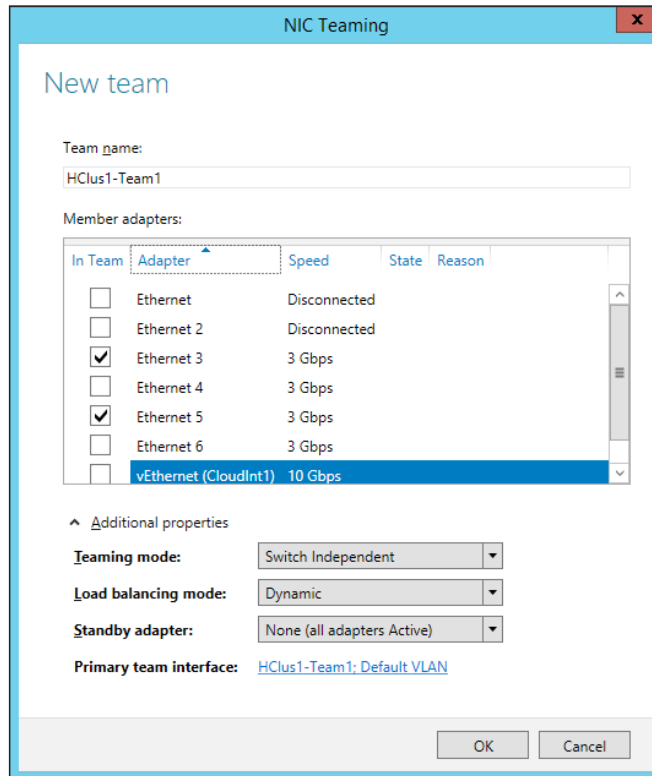 NIC Teaming
x
New team
Team name:
HClus1-Team1
Member adapters:
In Team Adapter Speed State Reason
Ethernet Disconnected
Ethernet 2 Disconnected
Ethernet 3 3 Gbps
Ethernet 4 3 Gbps
Ethernet 5 3 Gbps
Ethernet 6 3 Gbps
vEthernet (CloudInt1) 10 Gbps
Additional properties
Teaming mode: Switch Independent
Load balancing mode: Dynamic
Standby adapter: None (all adapters Active)
Primary team interface: HClus1-Team1; Default VLAN
OK Cancel